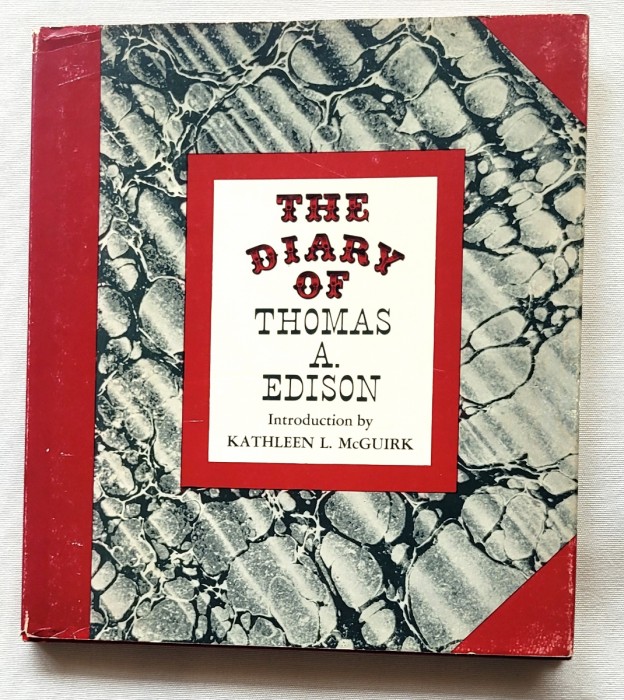 THE
DIARY
OF
THOMAS
A.
EDISON
Introduction by
KATHLEEN L. McGUIRK